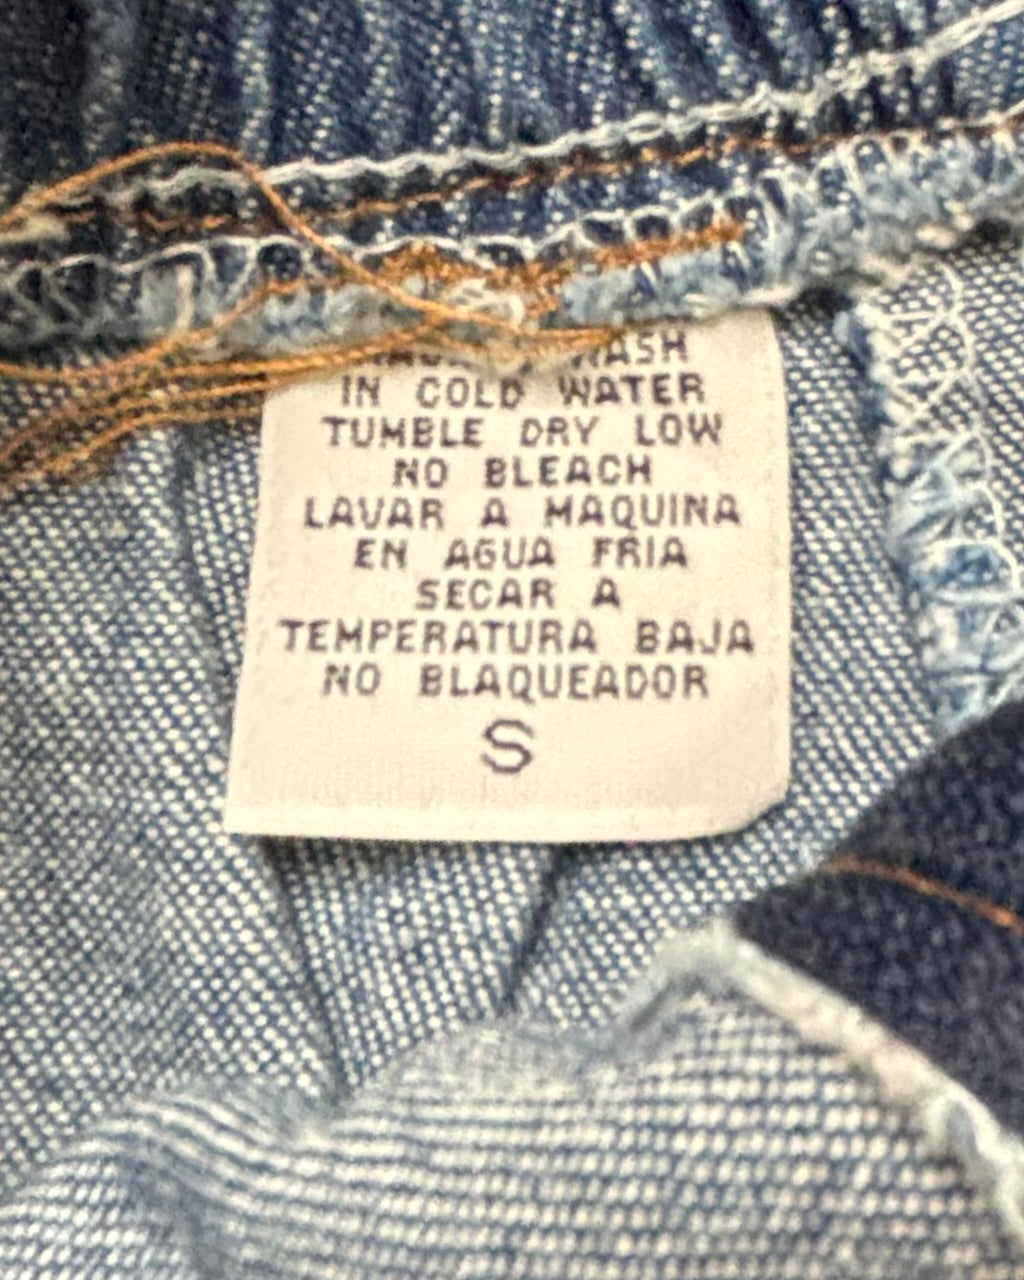 WASH
IN COLD WATER
TUMBLE DRY LOW
NO BLEACH
LAVAR A MAQUINA
EN AGUA FRIA
SECAR A
TEMPERATURA BAJA
NO BLAQUEADOR
S